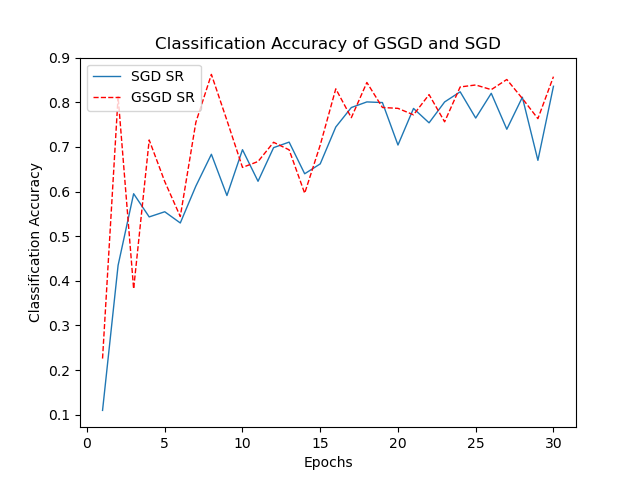 Classification Accuracy of GSGD and SGD
SGD SR
GSGD SR
Classification Accuracy
0.9
0.8
0.7
0.6
0.5
0.4
0.3
0.2
0.1
0 5 10 15 20 25 30
Epochs